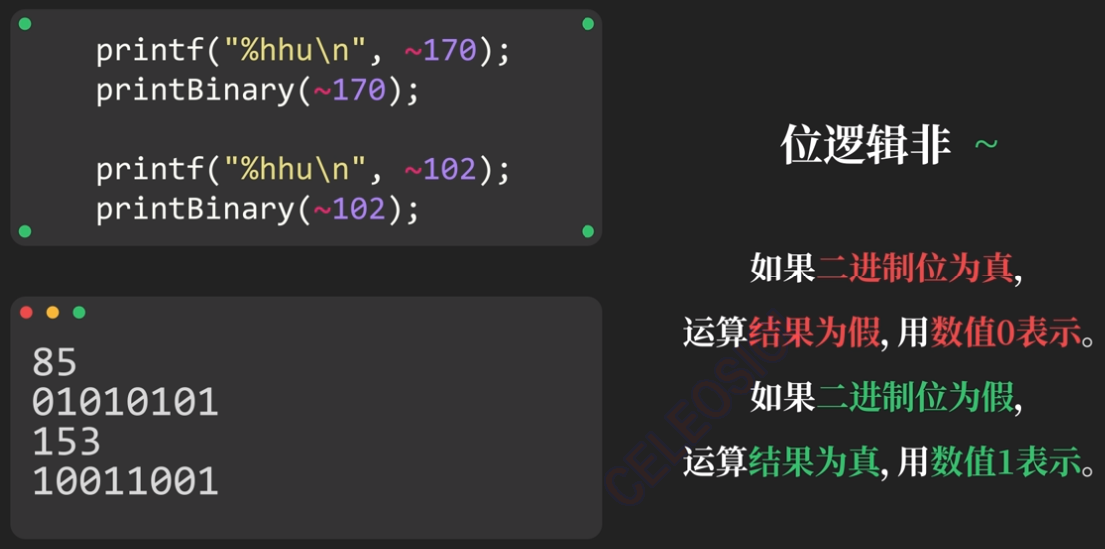 printf("%hhu\n", ~170);
printBinary(~170);
printf("%hhu\n", ~102);
printBinary(~102);
85
01010101
153
10011001
位逻辑非 ~
如果二进制位为真,
运算结果为假, 用数值0表示。
如果二进制位为假,
运算结果为真, 用数值1表示。